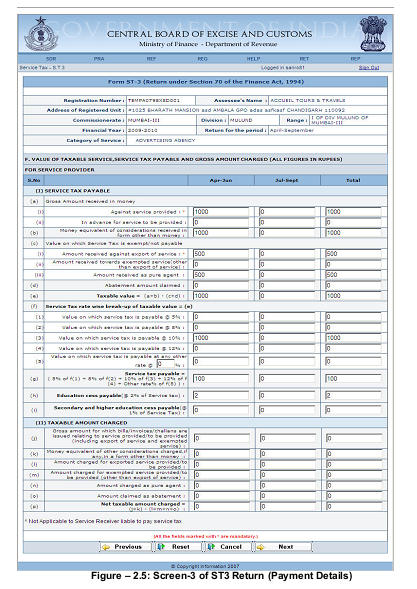 CENTRAL BOARD OF EXCISE AND CUSTOMS
Ministry of Finance - Department of Revenue
SDR PRA REF REG HELP RET REP
Service Tax - S.T.3 Sign Out
Form ST-3 (Return under Section 70 of the Finance Act, 1994)
Registration Number : Assessee's Name : ACCUEIL TOURS & TRAVELS
Address of Registered Unit : #1025 BHARATH MANSION asd AMBALA GPO adas CHANDIGARH 110092
Commissionerate : MUMBAI-III Division : MULUND Range : I OF DIV MULUND OF MUMBAI-III
Financial Year : 2009-2010 Return for the period : April-September
Category of Service : ADVERTISING AGENCY
F. VALUE OF TAXABLE SERVICE,SERVICE TAX PAYABLE AND GROSS AMOUNT CHARGED (ALL FIGURES IN RUPEES)
FOR SERVICE PROVIDER
S.No Apr-Jun Jul-Sept Total
(I) SERVICE TAX PAYABLE
(a) Gross Amount received in money
(i) Against service provided : * 1000 0 1000
(ii) In advance for service to be provided : 0 0 0
(b) Money equivalent of considerations received in form other than money : 1000 0 1000
(c) Value on which Service Tax is exempt/not payable
(i) Amount received against export of service : * 500 0 500
(ii) Amount received towards exempted service(other than export of service) : 0 0 0
(iii) Amount received as pure agent : 500 0 500
(d) Abatement amount claimed : 0 0 0
(e) Taxable value = (a+b) - (c+d) : 1000 0 1000
(f) Service Tax rate wise break-up of taxable value = (e)
(1) Value on which service tax is payable @ 5% : 0 0 0
(2) Value on which service tax is payable @ 8% : 0 0 0
(3) Value on which service tax is payable @ 10% : 1000 0 1000
(4) Value on which service tax is payable @ 12% : 0 0 0
(5) Value on which service tax is payable at any other rate @ 0 % : 0 0 0
(g) Service tax payable = ( 5% of f(1) + 8% of f(2) + 10% of f(3) + 12% of f (4) + Other rate% of f(5) ) : 100 0 100
(h) Education cess payable(@ 2% of Service tax) : 2 0 2
(i) Secondary and higher education cess payable(@ 1% of Service Tax) : 0 0 0
(II) TAXABLE AMOUNT CHARGED
(j) Gross amount for which bills/invoices/challans are issued relating to service provided/to be provided (including export of service and exempted service) : 0 0 0
(k) Money equivalent of other considerations charged,if any,in a form other than money : 0 0 0
(l) Amount charged for exported service provided/to be provided : 0 0 0
(m) Amount charged for exempted service provided/to be provided (other than export of service) : 0 0 0
(n) Amount charged as pure agent : 0 0 0
(o) Amount claimed as abatement : 0 0 0
(p) Net taxable amount charged = (j+k) - (l+m+n+o) : 0 0 0
* Not Applicable to Service Receiver liable to pay service tax
(All the fields marked with * are mandatory.)
Previous Reset Cancel Next
© Copyright Information 2007
Figure – 2.5: Screen-3 of ST3 Return (Payment Details)